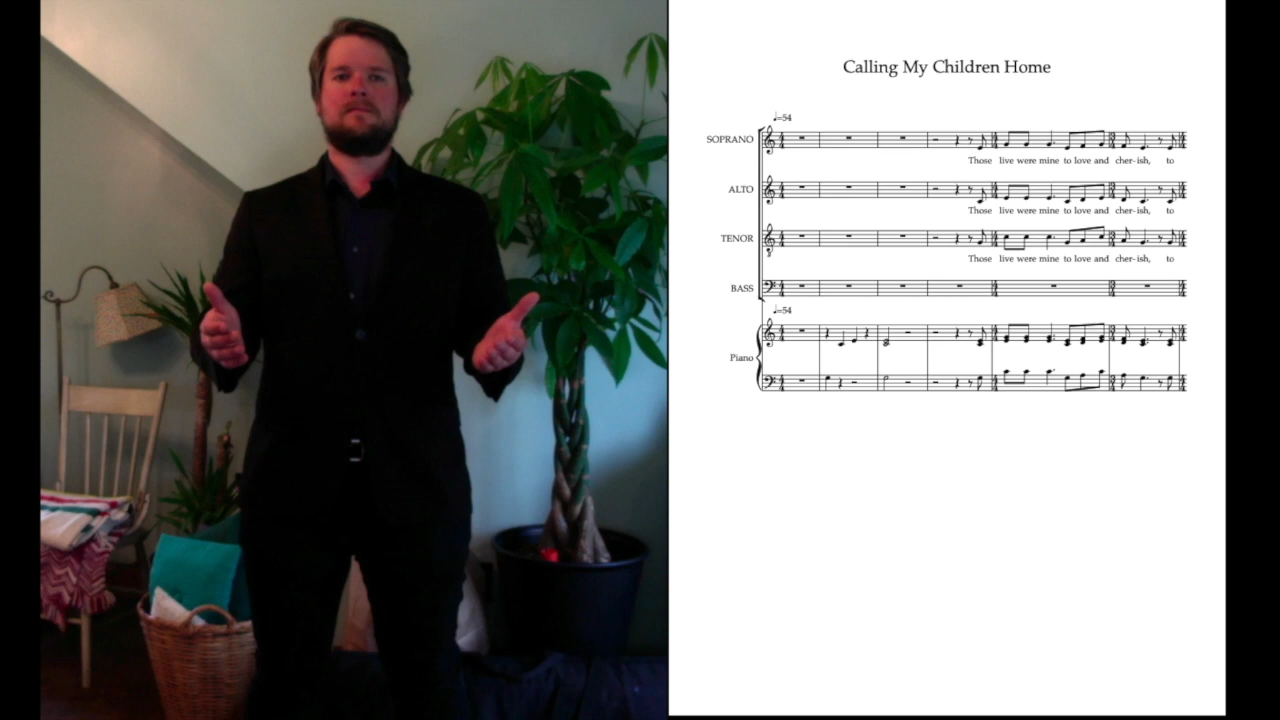 Calling My Children Home
♩=54
SOPRANO
Those live were mine to love and cher-ish, to
ALTO
Those live were mine to love and cher-ish, to
TENOR
Those live were mine to love and cher-ish, to
BASS
♩=54
Piano